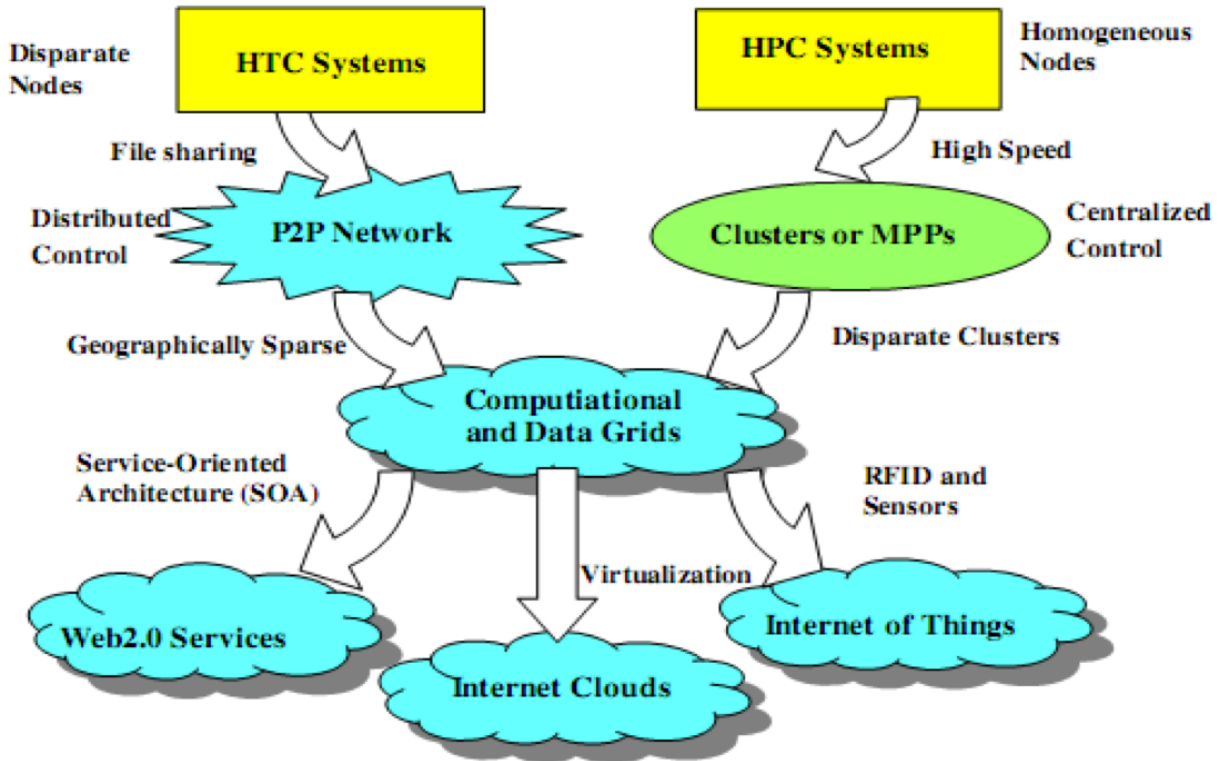 Disparate
Nodes
HTC Systems
HPC Systems
Homogeneous
Nodes
File sharing
High Speed
Distributed
Control
P2P Network
Clusters or MPPs
Centralized
Control
Geographically Sparse
Disparate Clusters
Computiational
and Data Grids
Service-Oriented
Architecture (SOA)
RFID and
Sensors
Virtualization
Web2.0 Services
Internet Clouds
Internet of Things